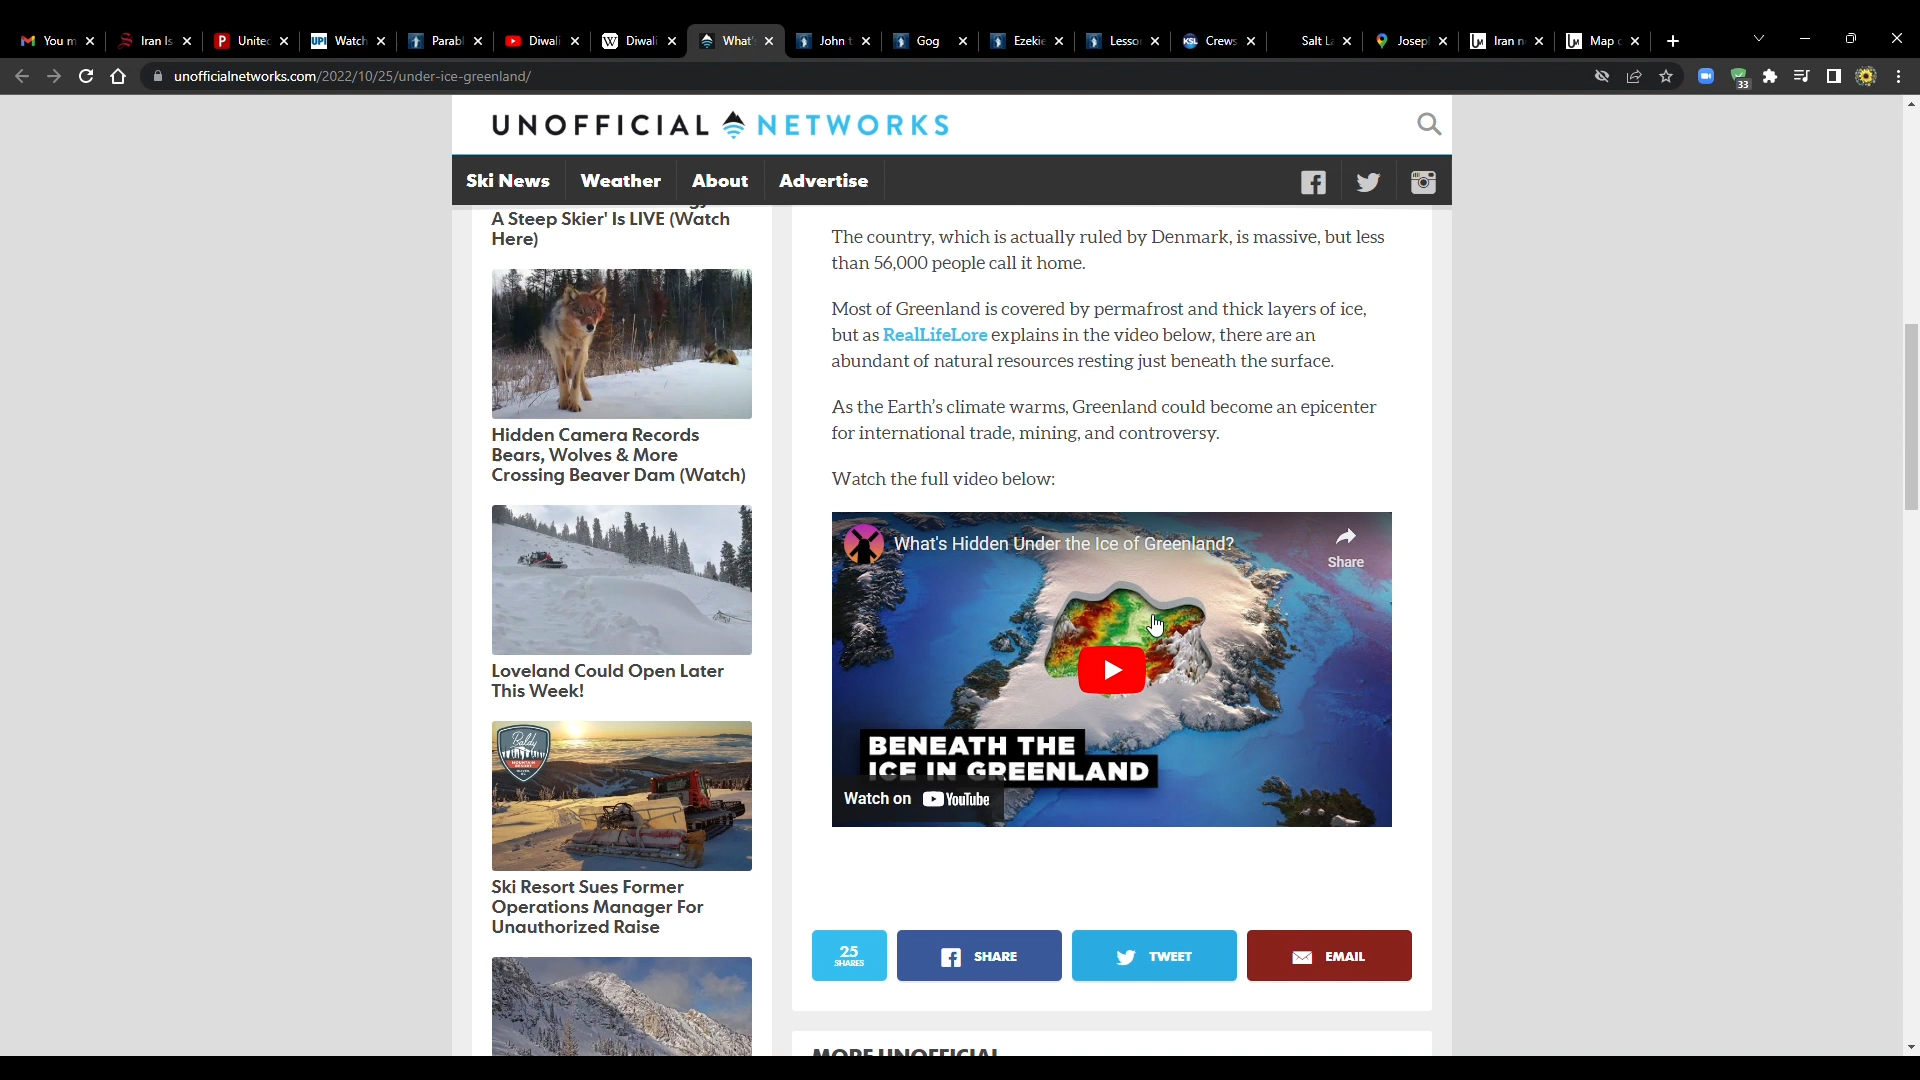 You m
Iran Is
Unite
Watch
Parabl
Diwali
Diwali
What'
John t
Gog
Ezekie
Lesso
Crews
Salt L
Josep
Iran n
Map o
unofficialnetworks.com/2022/10/25/under-ice-greenland/
33
UNOFFICIAL NETWORKS
Ski News
Weather
About
Advertise
A Steep Skier' Is LIVE (Watch
Here)
Hidden Camera Records
Bears, Wolves & More
Crossing Beaver Dam (Watch)
Loveland Could Open Later
This Week!
Baldy
Ski Resort Sues Former
Operations Manager For
Unauthorized Raise
The country, which is actually ruled by Denmark, is massive, but less
than 56,000 people call it home.
Most of Greenland is covered by permafrost and thick layers of ice,
but as RealLifeLore explains in the video below, there are an
abundant of natural resources resting just beneath the surface.
As the Earth's climate warms, Greenland could become an epicenter
for international trade, mining, and controversy.
Watch the full video below:
What's Hidden Under the Ice of Greenland?
Share
BENEATH THE
ICE IN GREENLAND
Watch on YouTube
25
SHARES
SHARE
TWEET
EMAIL
MORE UNOFFICIAL